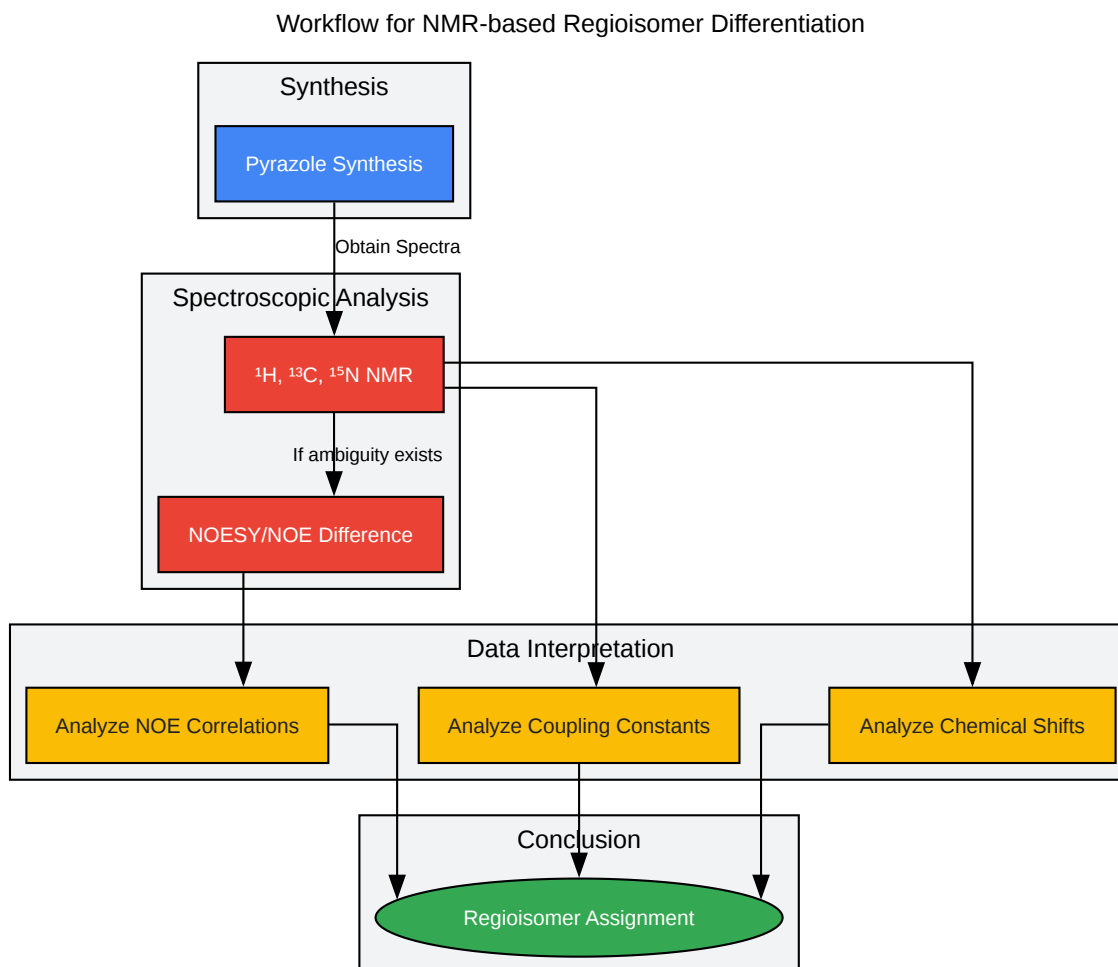 Workflow for NMR-based Regioisomer Differentiation
Synthesis
Pyrazole Synthesis
Obtain Spectra
Spectroscopic Analysis
¹H, ¹³C, ¹⁵N NMR
If ambiguity exists
NOESY/NOE Difference
Data Interpretation
Analyze NOE Correlations
Analyze Coupling Constants
Analyze Chemical Shifts
Conclusion
Regioisomer Assignment